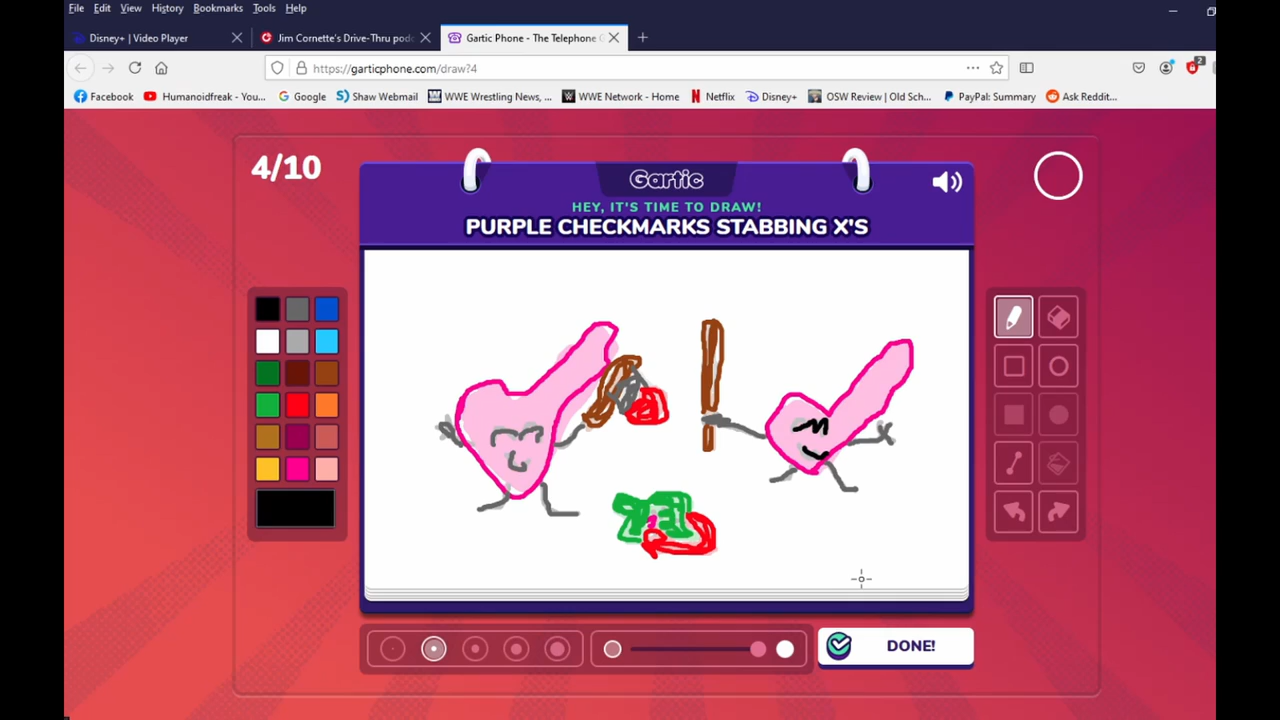 File Edit View History Bookmarks Tools Help
Disney+ | Video Player
Jim Cornette's Drive-Thru pod
Gartic Phone - The Telephone G
https://garticphone.com/draw?4
2
Facebook
Humanoidfreak - You...
Google
Shaw Webmail
WWE Wrestling News, ...
WWE Network - Home
Netflix
Disney+
OSW Review | Old Sch...
PayPal: Summary
Ask Reddit...
4/10
Gartic
HEY, IT'S TIME TO DRAW!
PURPLE CHECKMARKS STABBING X'S
DONE!